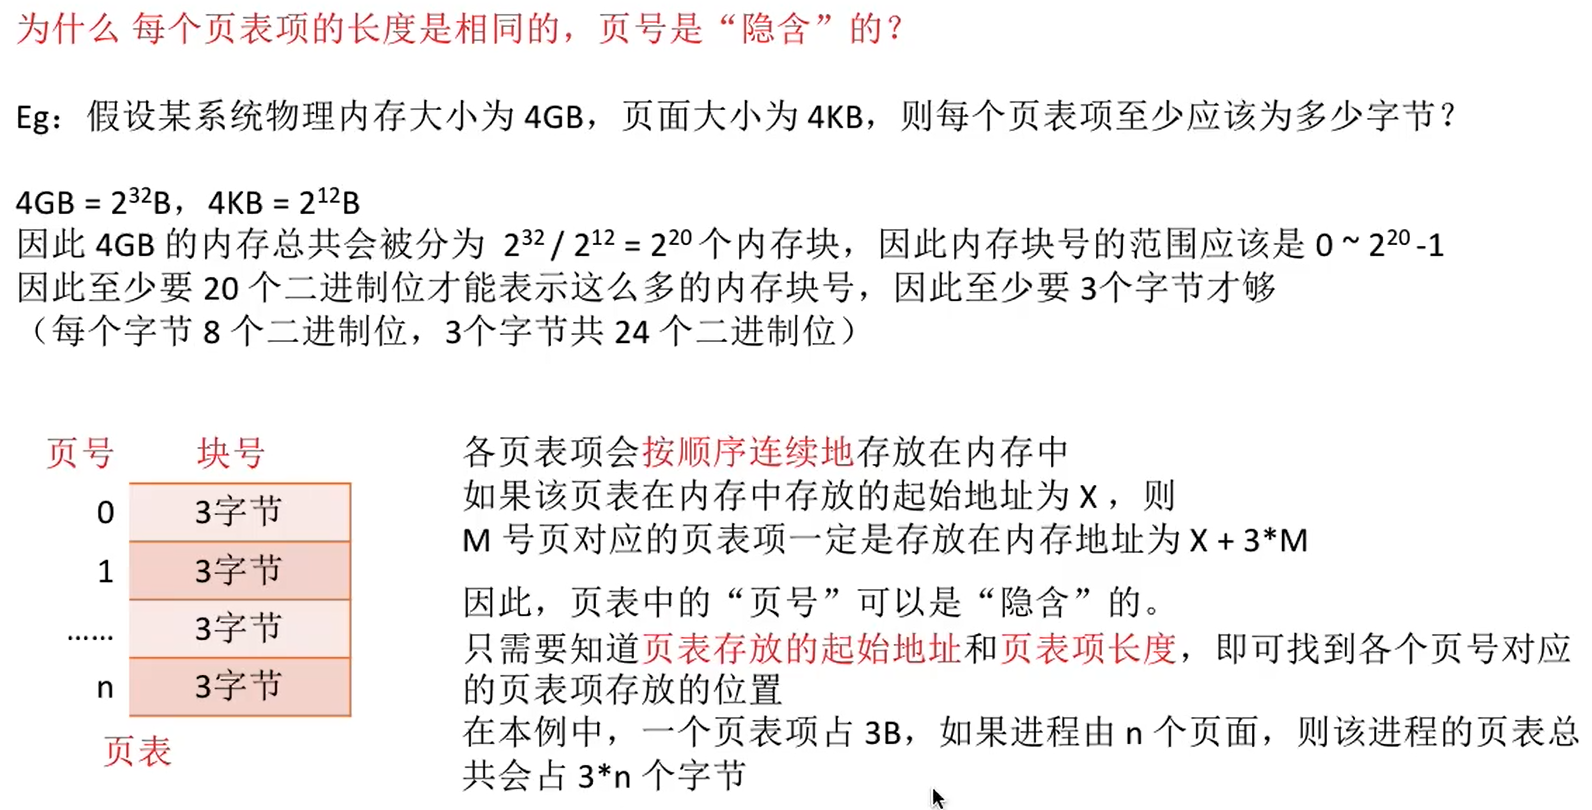 为什么 每个页表项的长度是相同的，页号是“隐含”的？
Eg：假设某系统物理内存大小为 4GB，页面大小为 4KB，则每个页表项至少应该为多少字节？
4GB = 2³²B，4KB = 2¹²B
因此 4GB 的内存总共会被分为 2³² / 2¹² = 2²⁰ 个内存块，因此内存块号的范围应该是 0 ~ 2²⁰ -1
因此至少要 20 个二进制位才能表示这么多的内存块号，因此至少要 3个字节才够
（每个字节 8 个二进制位，3个字节共 24 个二进制位）
页号 块号
0 3字节
1 3字节
…… 3字节
n 3字节
页表
各页表项会按顺序连续地存放在内存中
如果该页表在内存中存放的起始地址为 X ，则
M 号页对应的页表项一定是存放在内存地址为 X + 3*M
因此，页表中的“页号”可以是“隐含”的。
只需要知道页表存放的起始地址和页表项长度，即可找到各个页号对应
的页表项存放的位置
在本例中，一个页表项占 3B，如果进程由 n 个页面，则该进程的页表总
共会占 3*n 个字节